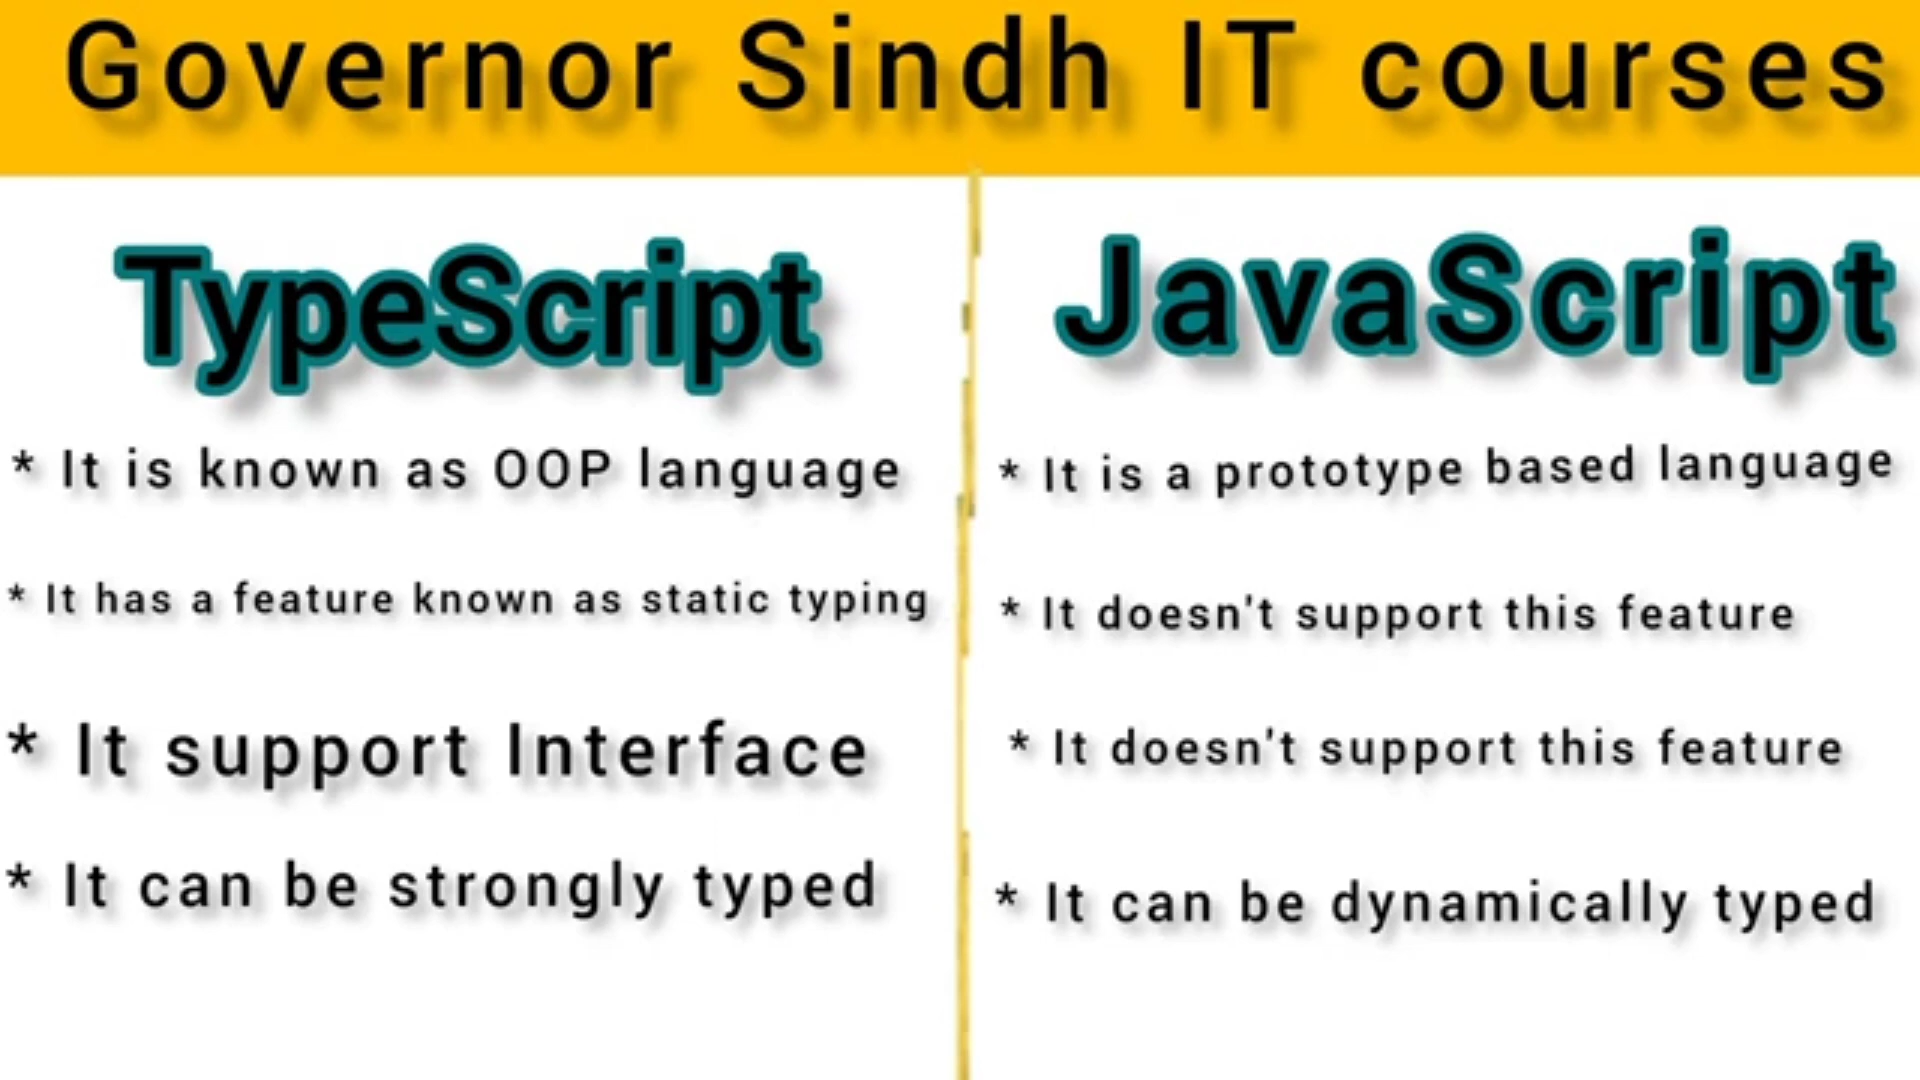 Governor Sindh IT courses
TypeScript
* It is known as OOP language
* It has a feature known as static typing
* It support Interface
* It can be strongly typed
JavaScript
* It is a prototype based language
* It doesn't support this feature
* It doesn't support this feature
* It can be dynamically typed